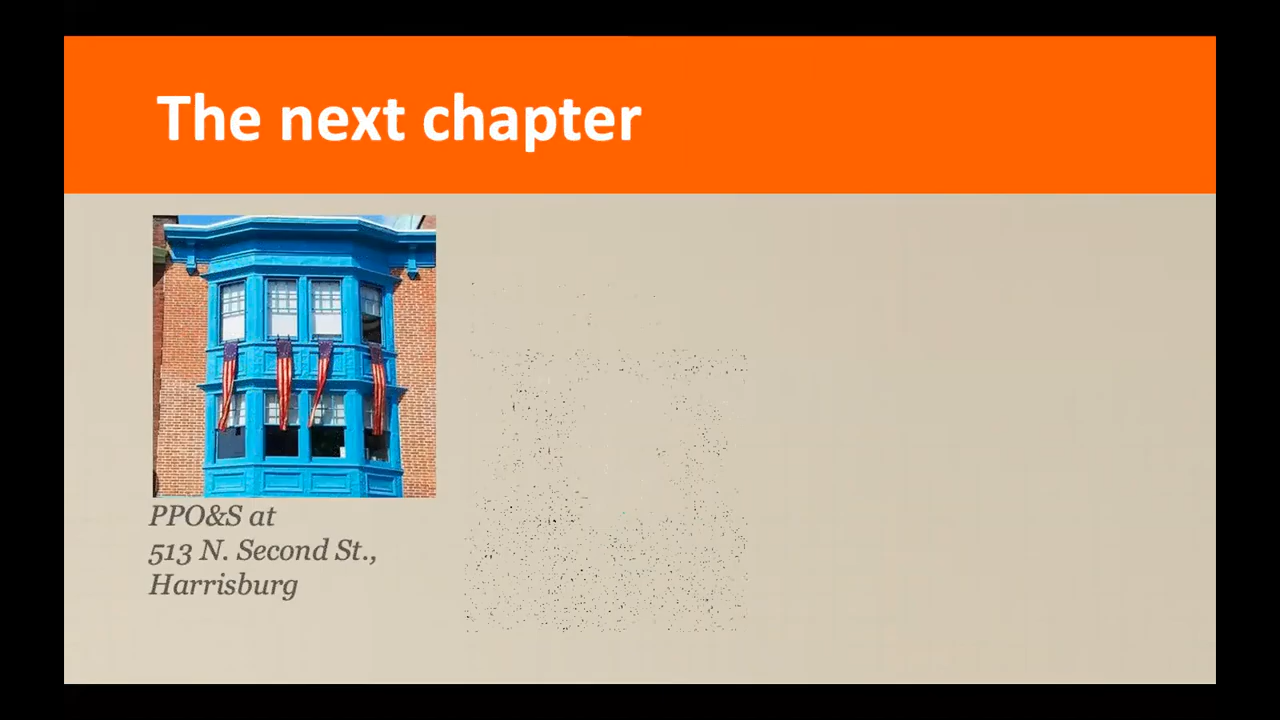 The next chapter
PPO&S at
513 N. Second St.,
Harrisburg